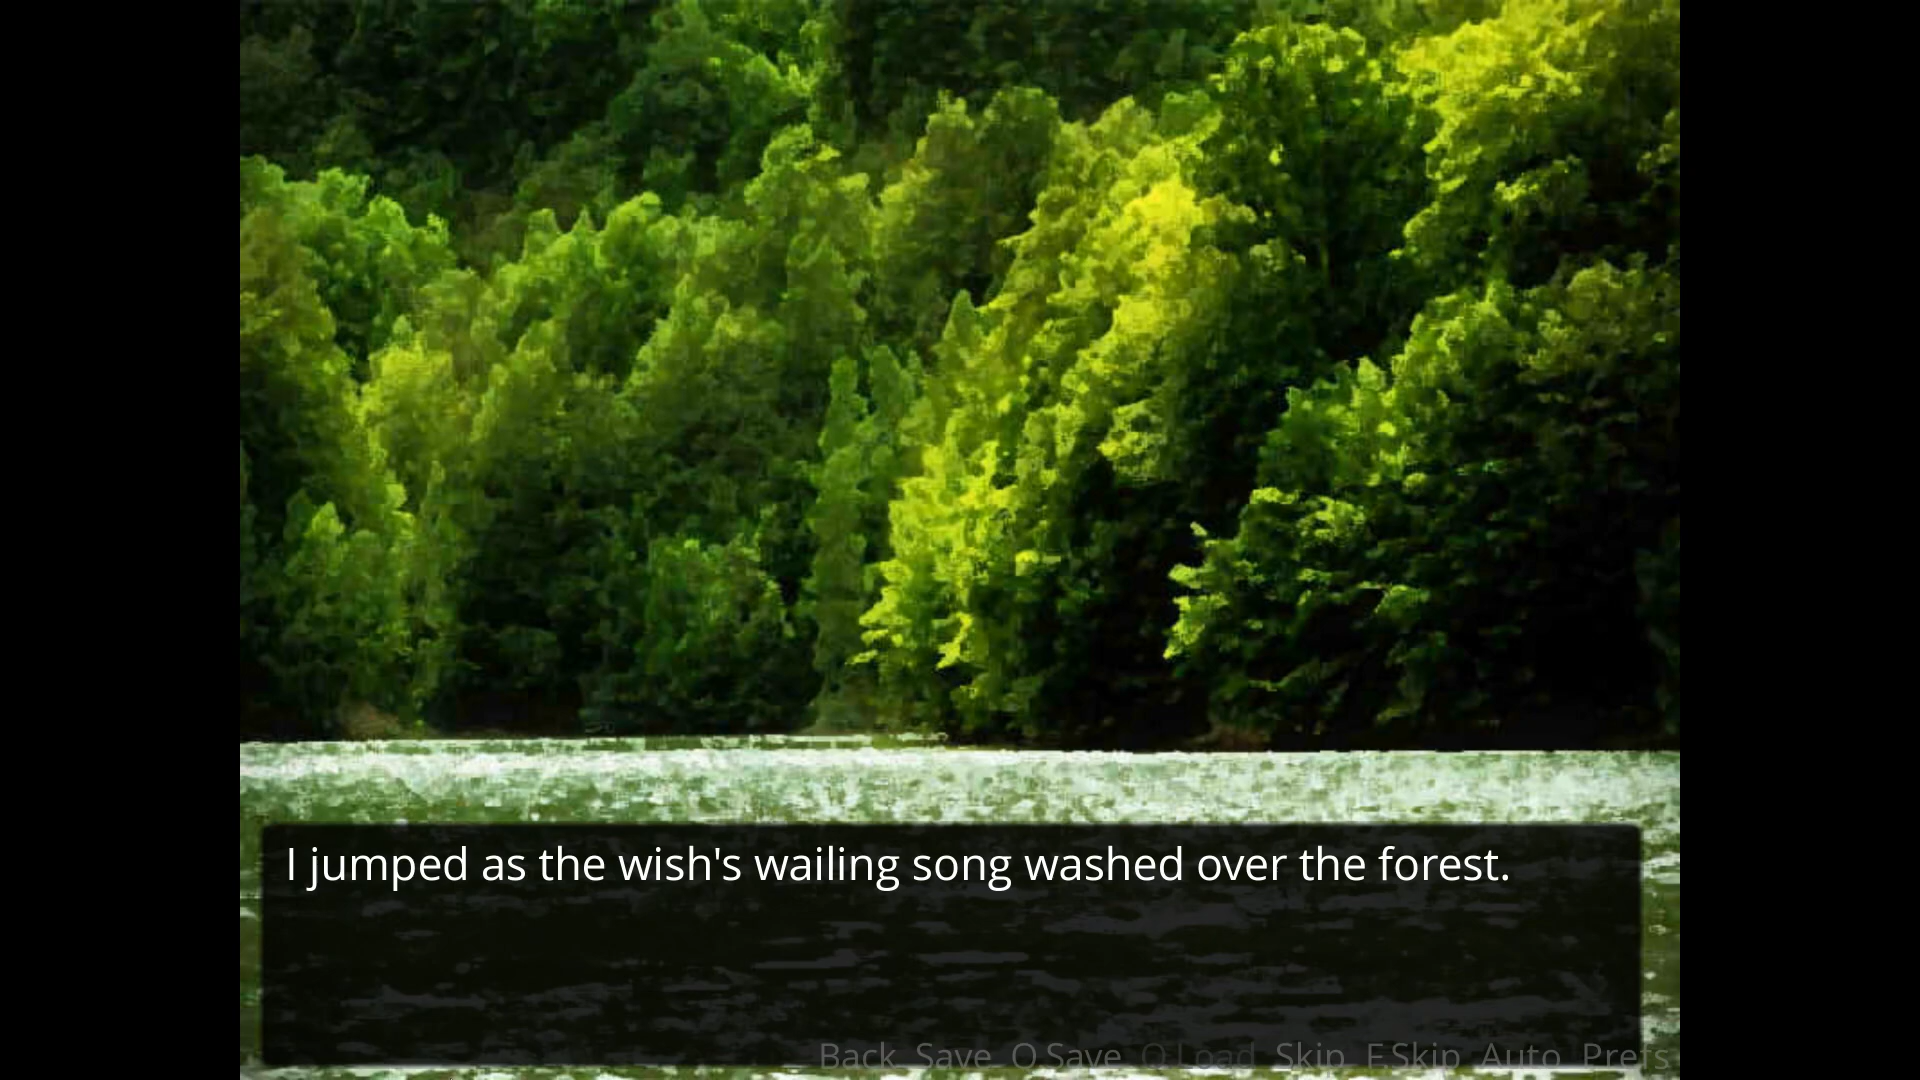 I jumped as the wish's wailing song washed over the forest.
Back Save Q.Save Q.Load Skip F.Skip Auto Prefs